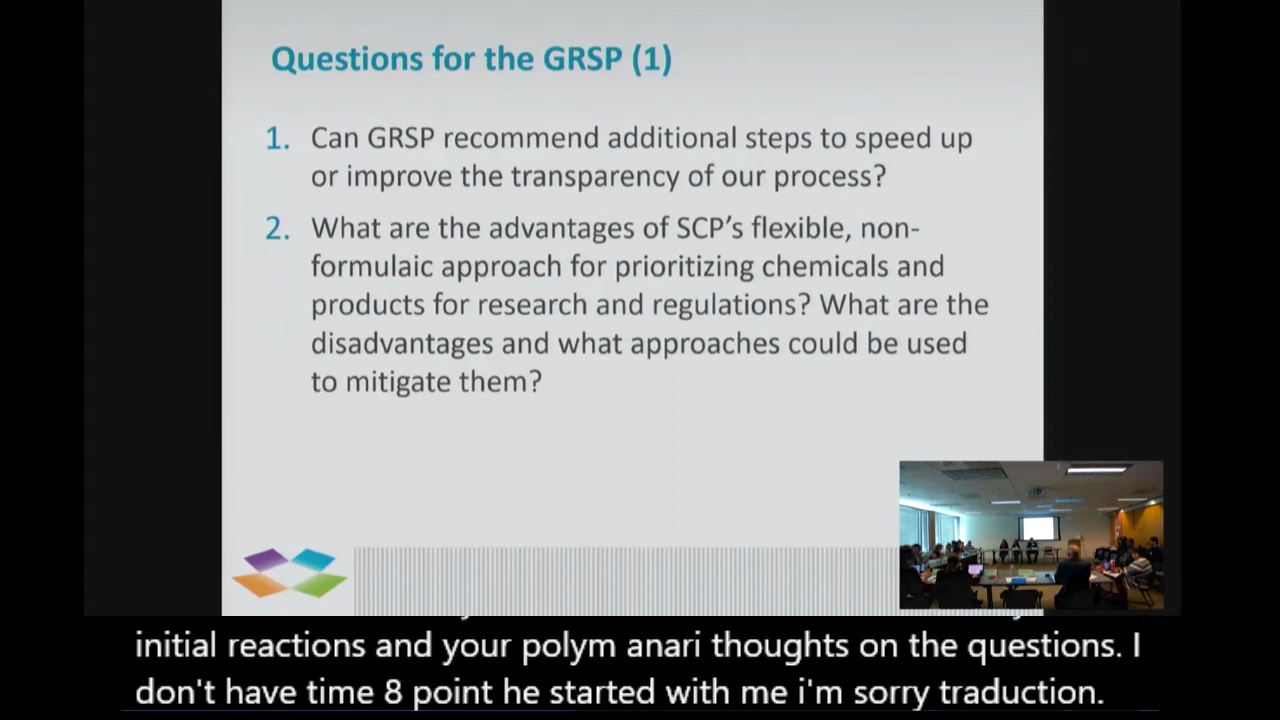 Questions for the GRSP (1)
1. Can GRSP recommend additional steps to speed up
or improve the transparency of our process?
2. What are the advantages of SCP’s flexible, non-
formulaic approach for prioritizing chemicals and
products for research and regulations? What are the
disadvantages and what approaches could be used
to mitigate them?
initial reactions and your polym anari thoughts on the questions. I
don't have time 8 point he started with me i'm sorry traduction.